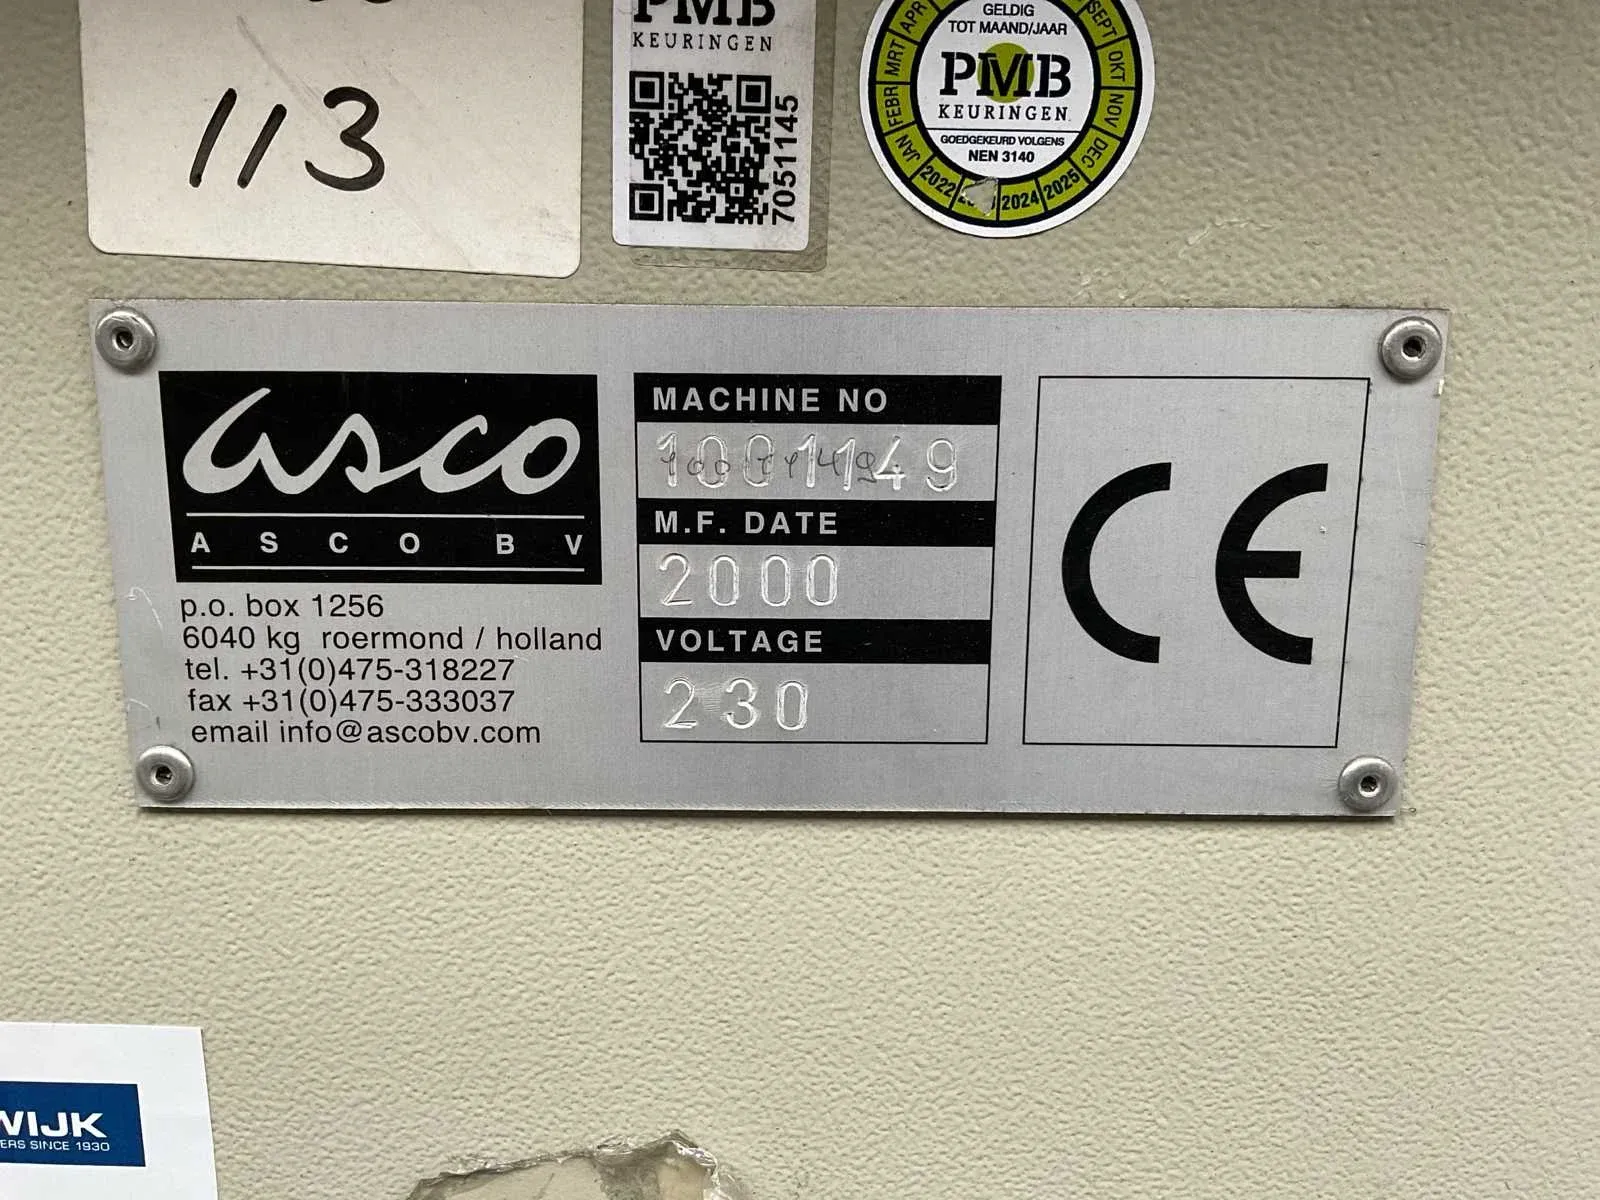 113
PMB
KEURINGEN
7051145
FEBR MRT APR SEPT OKT NOV
GELDIG
TOT MAAND/JAAR
PMB
KEURINGEN
GOEDGEKEURD VOLGENS
NEN 3140
JAN DEC
2022 2024 2025
asco
ASCO BV
p.o. box 1256
6040 kg roermond / holland
tel. +31(0)475-318227
fax +31(0)475-333037
email info@ascobv.com
MACHINE NO
1001149
M.F. DATE
2000
VOLTAGE
230
CE
WIJK
ERS SINCE 1930